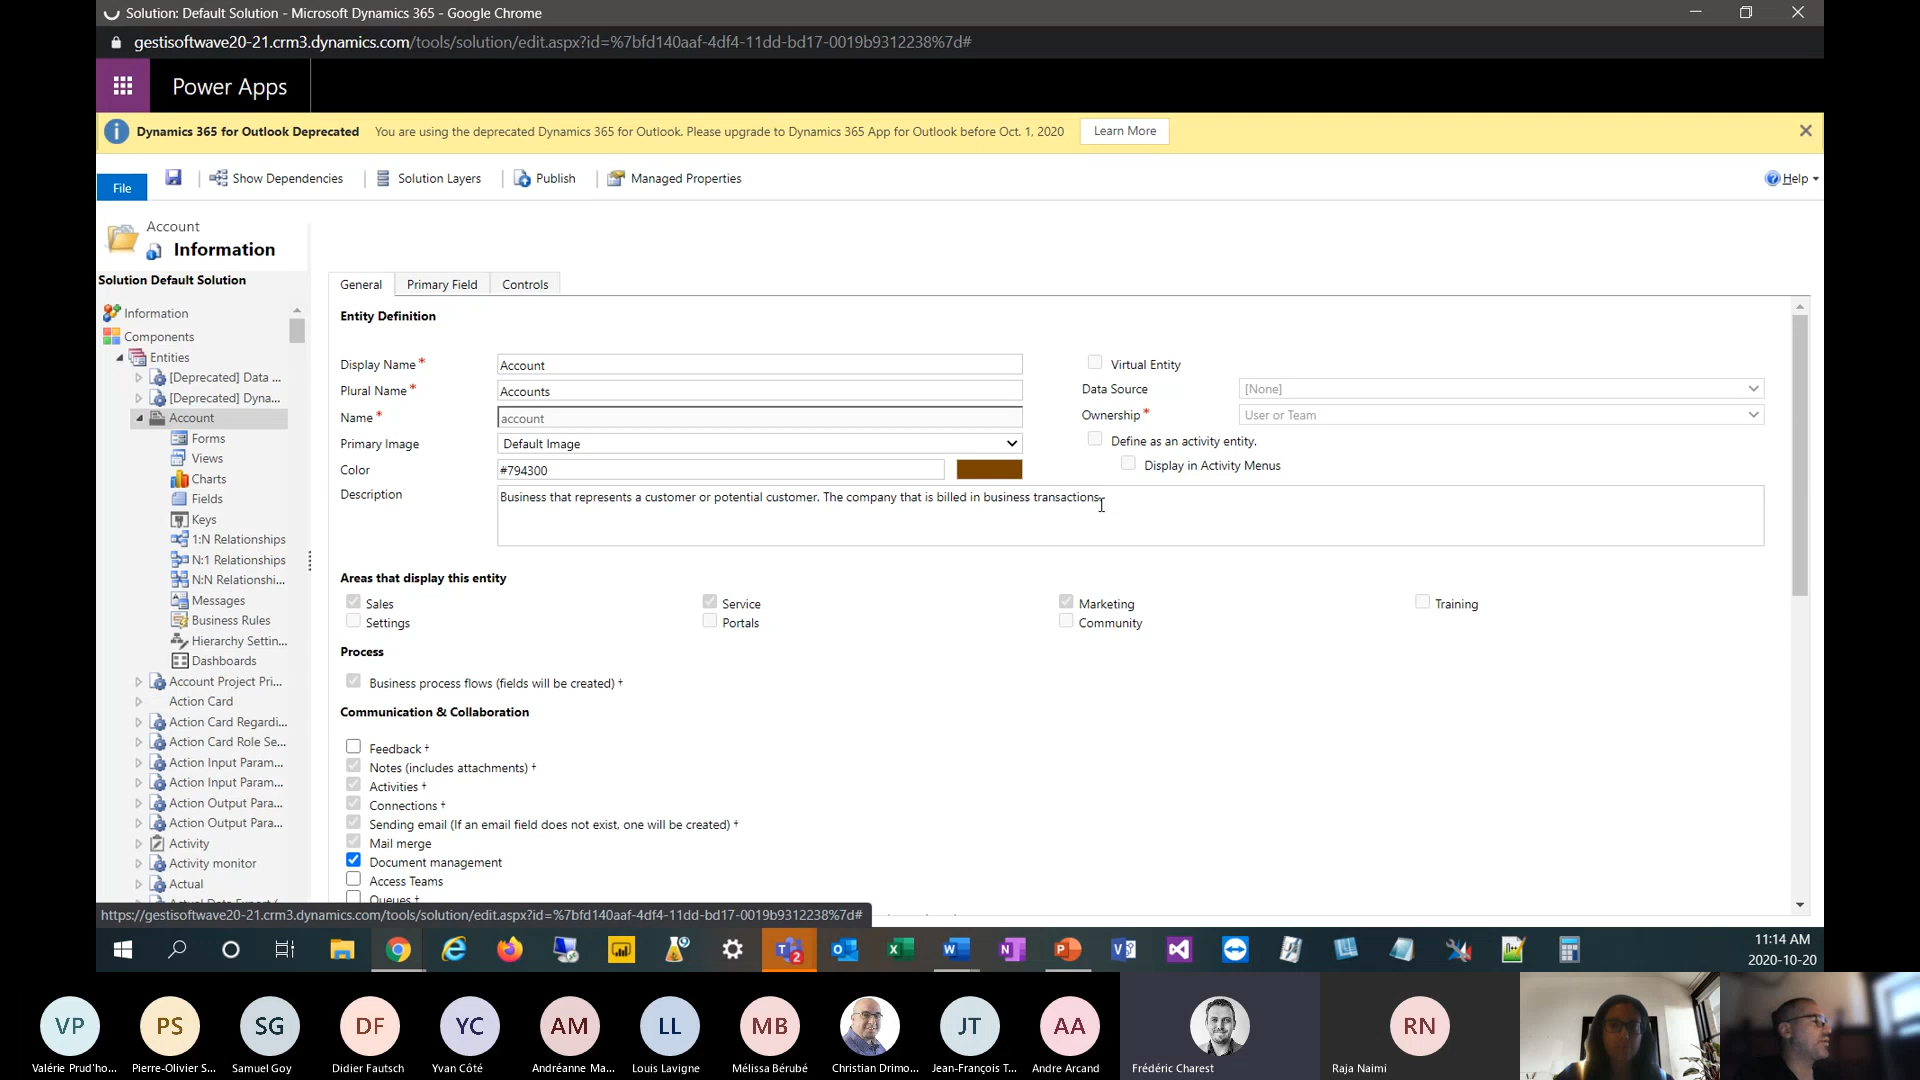 Solution: Default Solution - Microsoft Dynamics 365 - Google Chrome
gestisoftwave20-21.crm3.dynamics.com/tools/solution/edit.aspx?id=%7bfd140aaf-4df4-11dd-bd17-0019b9312238%7d#
Power Apps
Dynamics 365 for Outlook Deprecated You are using the deprecated Dynamics 365 for Outlook. Please upgrade to Dynamics 365 App for Outlook before Oct. 1, 2020 Learn More
File Show Dependencies Solution Layers Publish Managed Properties Help
Account
Information
Solution Default Solution
Information
Components
Entities
[Deprecated] Data ...
[Deprecated] Dyna...
Account
Forms
Views
Charts
Fields
Keys
1:N Relationships
N:1 Relationships
N:N Relationshi...
Messages
Business Rules
Hierarchy Settin...
Dashboards
Account Project Pri...
Action Card
Action Card Regardi...
Action Card Role Se...
Action Input Param...
Action Input Param...
Action Output Para...
Action Output Para...
Activity
Activity monitor
Actual
General Primary Field Controls
Entity Definition
Display Name* Account
Plural Name* Accounts
Name* account
Primary Image Default Image
Color #794300
Description Business that represents a customer or potential customer. The company that is billed in business transactions.
Virtual Entity
Data Source [None]
Ownership* User or Team
Define as an activity entity.
Display in Activity Menus
Areas that display this entity
Sales Service Marketing Training
Settings Portals Community
Process
Business process flows (fields will be created) +
Communication & Collaboration
Feedback +
Notes (includes attachments) +
Activities +
Connections +
Sending email (If an email field does not exist, one will be created) +
Mail merge
Document management
Access Teams
Queues +
https://gestisoftwave20-21.crm3.dynamics.com/tools/solution/edit.aspx?id=%7bfd140aaf-4df4-11dd-bd17-0019b9312238%7d#
2
11:14 AM
2020-10-20
VP PS SG DF YC AM LL MB JT AA RN
Valérie Prud'ho... Pierre-Olivier S... Samuel Goy Didier Fautsch Yvan Côté Andréanne Ma... Louis Lavigne Mélissa Bérubé Christian Drimo... Jean-François T... Andre Arcand Frédéric Charest Raja Naimi